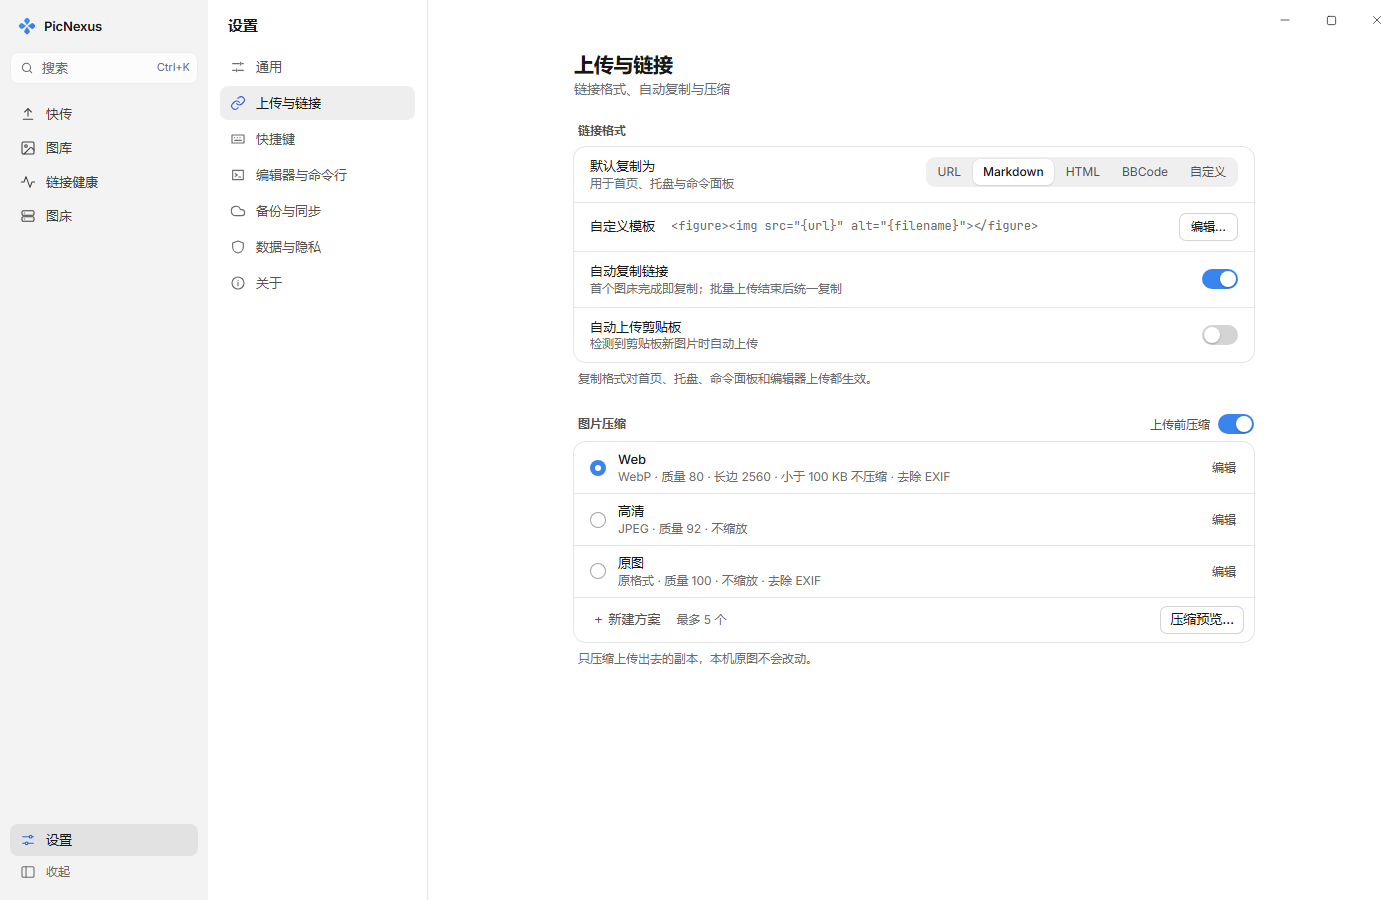 PicNexus
搜索 Ctrl+K
快传
图库
链接健康
图床
设置
收起
设置
通用
上传与链接
快捷键
编辑器与命令行
备份与同步
数据与隐私
关于
上传与链接
链接格式、自动复制与压缩
链接格式
默认复制为
用于首页、托盘与命令面板
URL Markdown HTML BBCode 自定义
自定义模板 <figure><img src="{url}" alt="{filename}"></figure> 编辑...
自动复制链接
首个图床完成即复制；批量上传结束后统一复制
自动上传剪贴板
检测到剪贴板新图片时自动上传
复制格式对首页、托盘、命令面板和编辑器上传都生效。
图片压缩 上传前压缩
Web
WebP · 质量 80 · 长边 2560 · 小于 100 KB 不压缩 · 去除 EXIF
编辑
高清
JPEG · 质量 92 · 不缩放
编辑
原图
原格式 · 质量 100 · 不缩放 · 去除 EXIF
编辑
+ 新建方案 最多 5 个 压缩预览...
只压缩上传出去的副本，本机原图不会改动。